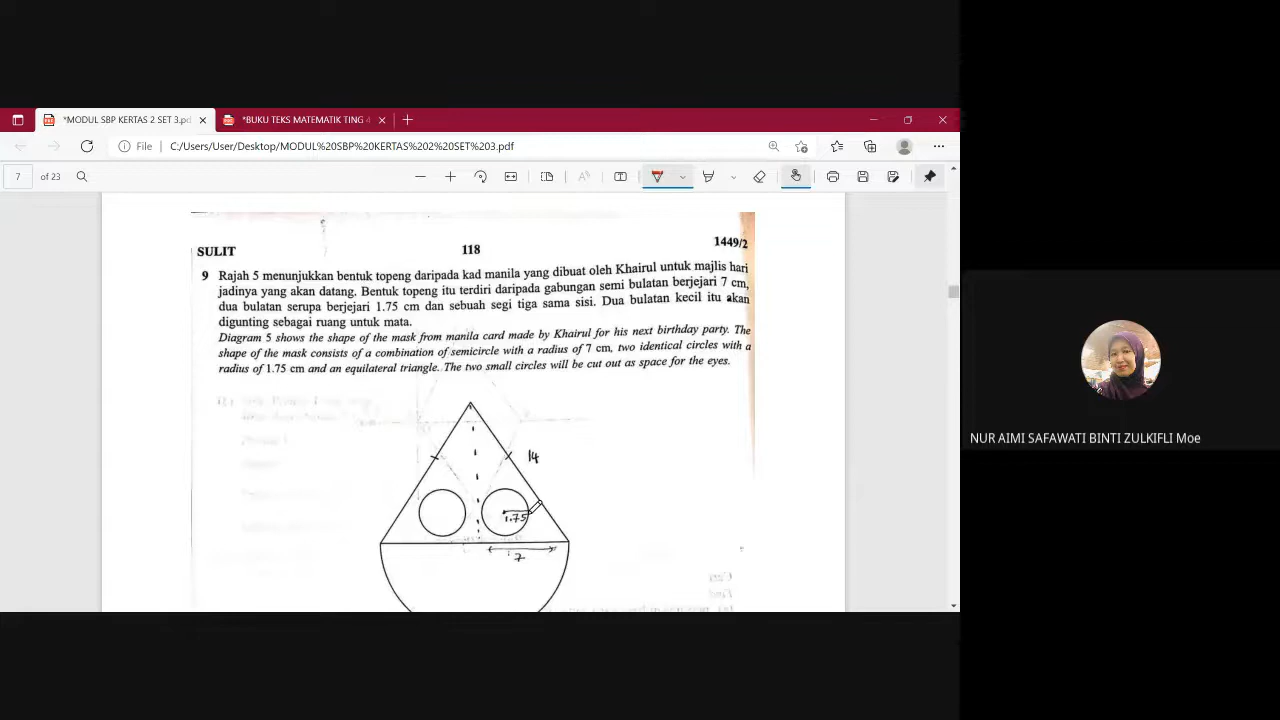 *MODUL SBP KERTAS 2 SET 3.pd
*BUKU TEKS MATEMATIK TING 4
File
C:/Users/User/Desktop/MODUL%20SBP%20KERTAS%202%20SET%203.pdf
7
of 23
SULIT
118
1449/2
9 Rajah 5 menunjukkan bentuk topeng daripada kad manila yang dibuat oleh Khairul untuk majlis hari
jadinya yang akan datang. Bentuk topeng itu terdiri daripada gabungan semi bulatan berjejari 7 cm,
dua bulatan serupa berjejari 1.75 cm dan sebuah segi tiga sama sisi. Dua bulatan kecil itu akan
digunting sebagai ruang untuk mata.
Diagram 5 shows the shape of the mask from manila card made by Khairul for his next birthday party. The
shape of the mask consists of a combination of semicircle with a radius of 7 cm, two identical circles with a
radius of 1.75 cm and an equilateral triangle. The two small circles will be cut out as space for the eyes.
14
1.75
7
NUR AIMI SAFAWATI BINTI ZULKIFLI Moe